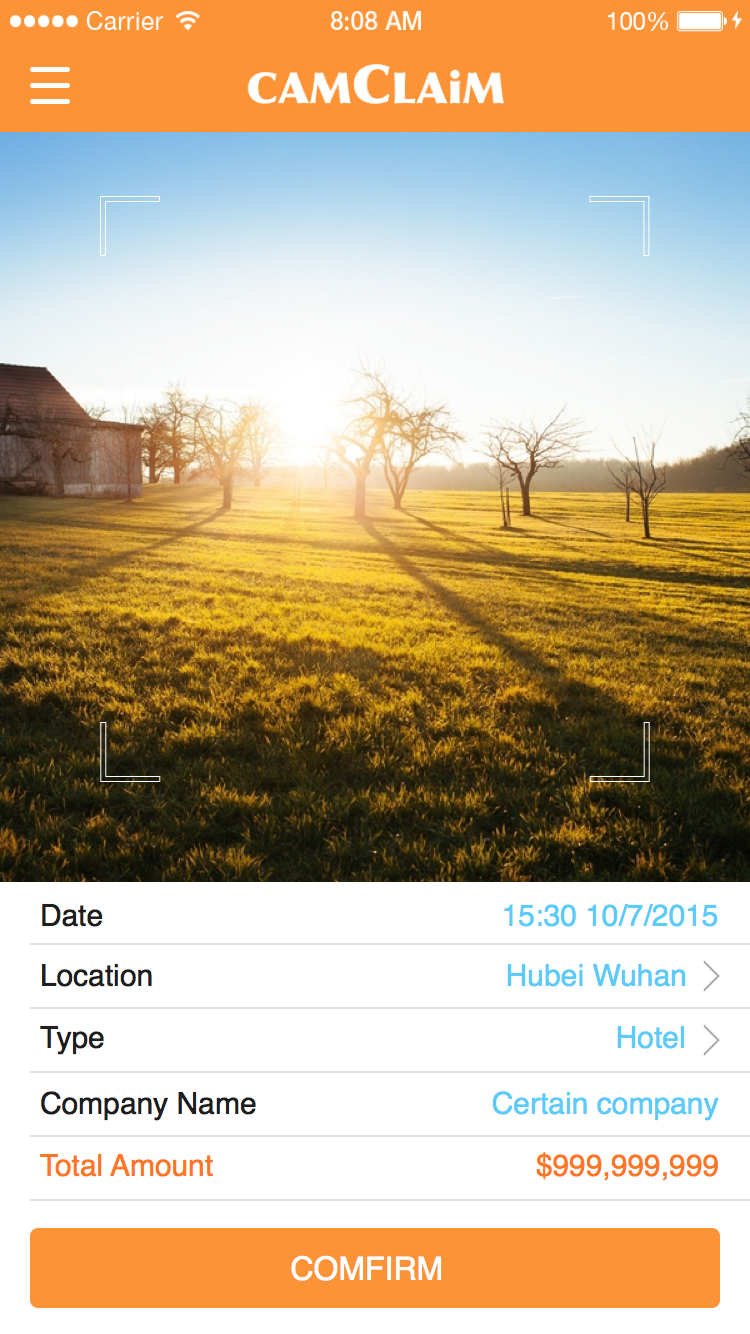 Carrier 8:08 AM 100%
CAMCLAiM
Date 15:30 10/7/2015
Location Hubei Wuhan
Type Hotel
Company Name Certain company
Total Amount $999,999,999
COMFIRM